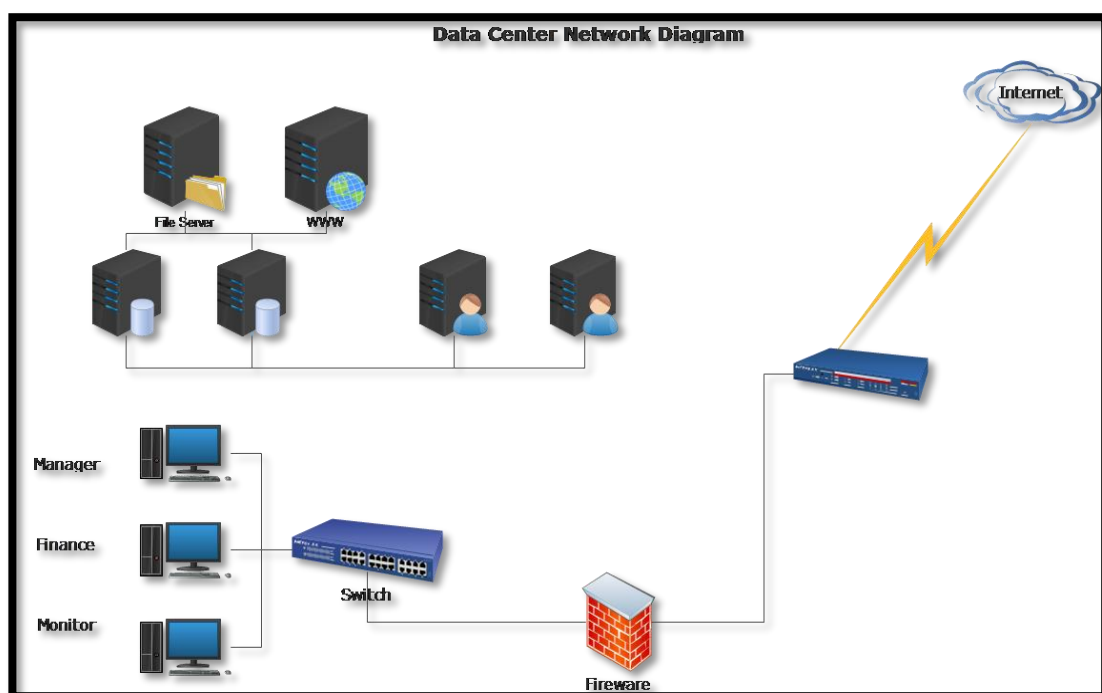 Data Center Network Diagram
Internet
File Server
WWW
Manager
Finance
Switch
Monitor
Fireware